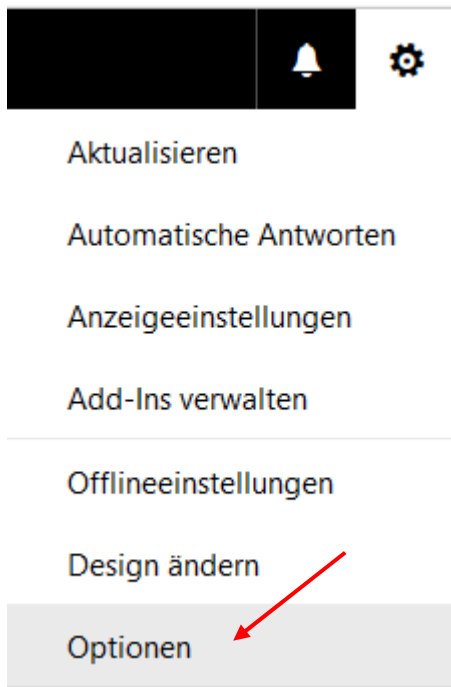 Aktualisieren
Automatische Antworten
Anzeigeeinstellungen
Add-Ins verwalten
Offlineeinstellungen
Design ändern
Optionen